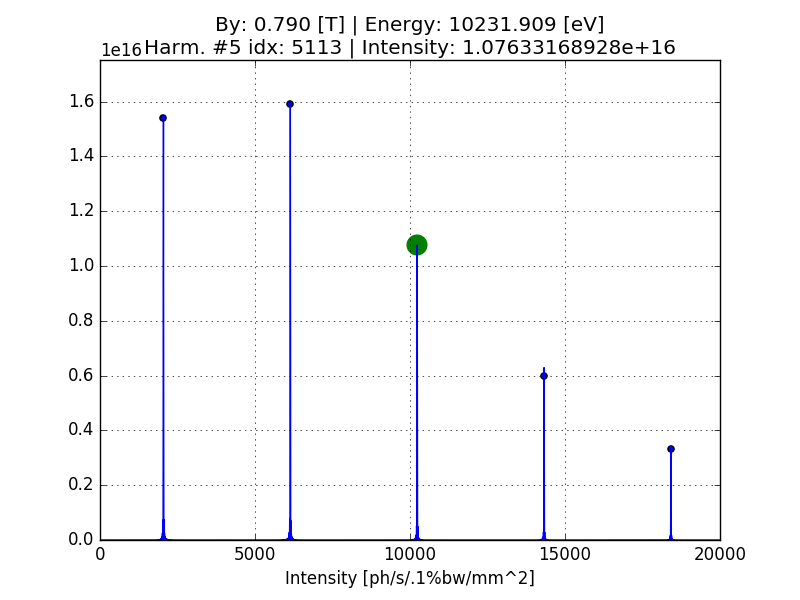 By: 0.790 [T] | Energy: 10231.909 [eV]
1e16 Harm. #5 idx: 5113 | Intensity: 1.07633168928e+16
1.6
1.4
1.2
1.0
0.8
0.6
0.4
0.2
0.0
0 5000 10000 15000 20000
Intensity [ph/s/.1%bw/mm^2]